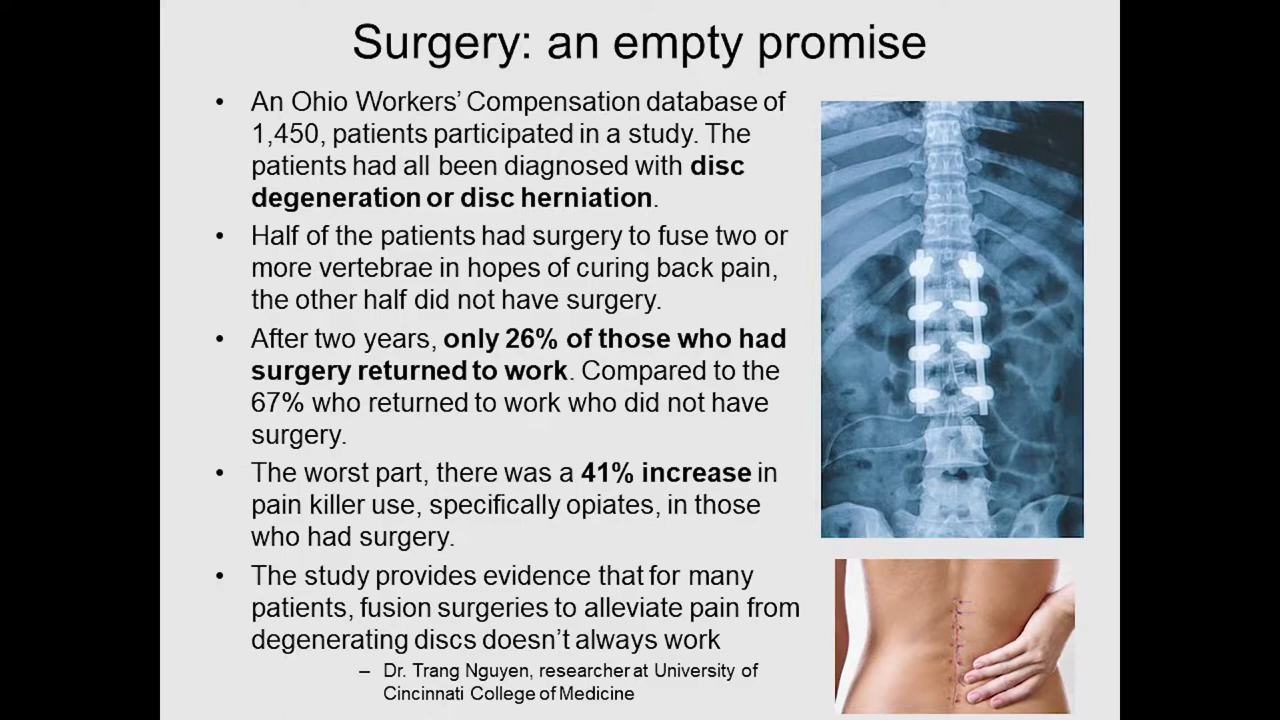 Surgery: an empty promise
• An Ohio Workers’ Compensation database of
1,450, patients participated in a study. The
patients had all been diagnosed with disc
degeneration or disc herniation.
• Half of the patients had surgery to fuse two or
more vertebrae in hopes of curing back pain,
the other half did not have surgery.
• After two years, only 26% of those who had
surgery returned to work. Compared to the
67% who returned to work who did not have
surgery.
• The worst part, there was a 41% increase in
pain killer use, specifically opiates, in those
who had surgery.
• The study provides evidence that for many
patients, fusion surgeries to alleviate pain from
degenerating discs doesn’t always work
– Dr. Trang Nguyen, researcher at University of
Cincinnati College of Medicine